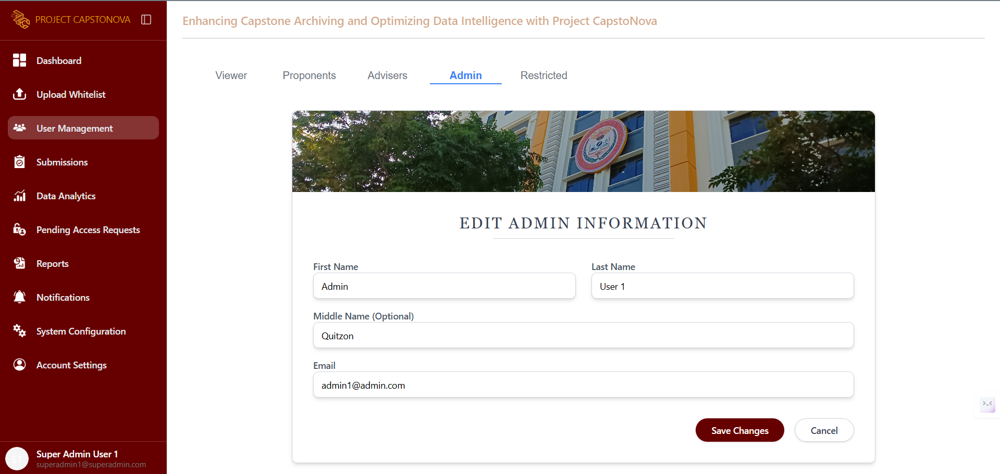 PROJECT CAPSTONOVA
Dashboard
Upload Whitelist
User Management
Submissions
Data Analytics
Pending Access Requests
Reports
Notifications
System Configuration
Account Settings
S1
Super Admin User 1
superadmin1@superadmin.com
Enhancing Capstone Archiving and Optimizing Data Intelligence with Project CapstoNova
Viewer Proponents Advisers Admin Restricted
EDIT ADMIN INFORMATION
First Name Last Name
Admin User 1
Middle Name (Optional)
Quitzon
Email
admin1@admin.com
Save Changes Cancel